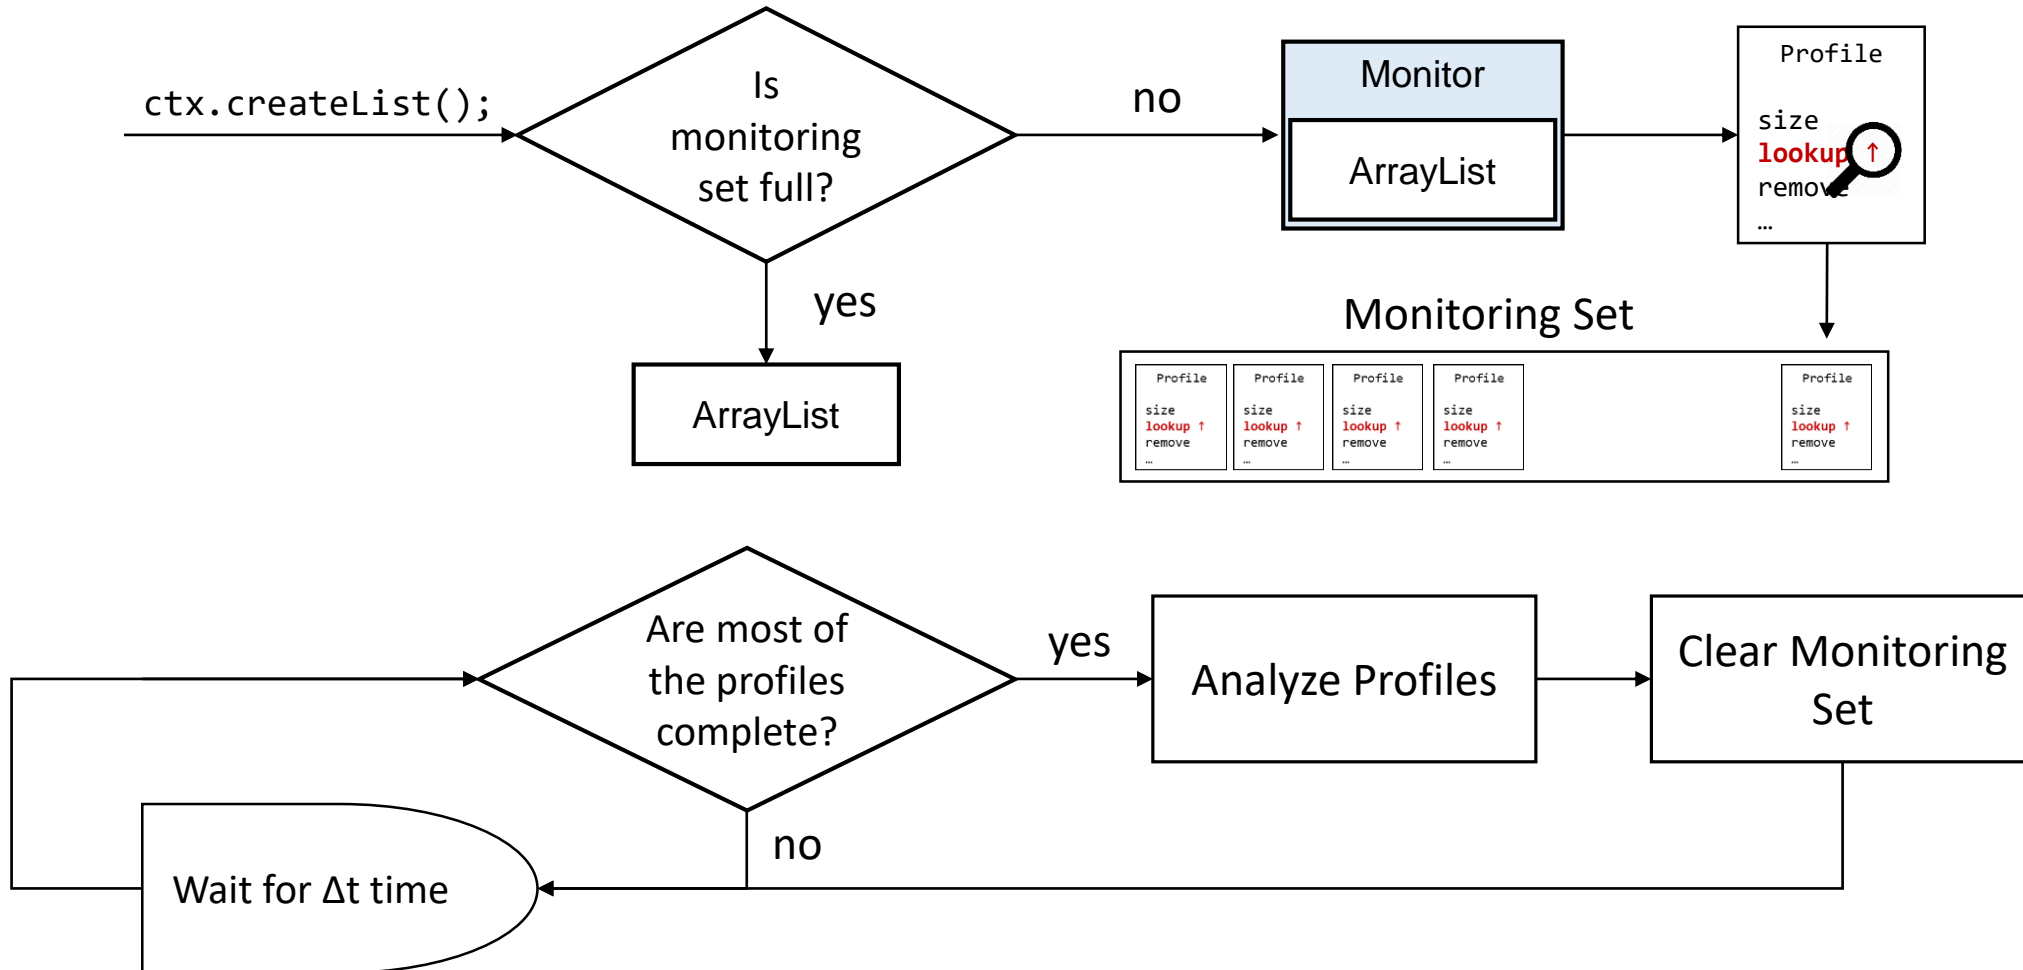 ctx.createList();
Is
monitoring
set full?
no
Monitor
ArrayList
Profile
size
lookup ↑
remove
…
yes
ArrayList
Monitoring Set
Profile
size
lookup ↑
remove
…
Profile
size
lookup ↑
remove
…
Profile
size
lookup ↑
remove
…
Profile
size
lookup ↑
remove
…
Profile
size
lookup ↑
remove
…
Are most of
the profiles
complete?
yes
Analyze Profiles
Clear Monitoring
Set
no
Wait for Δt time